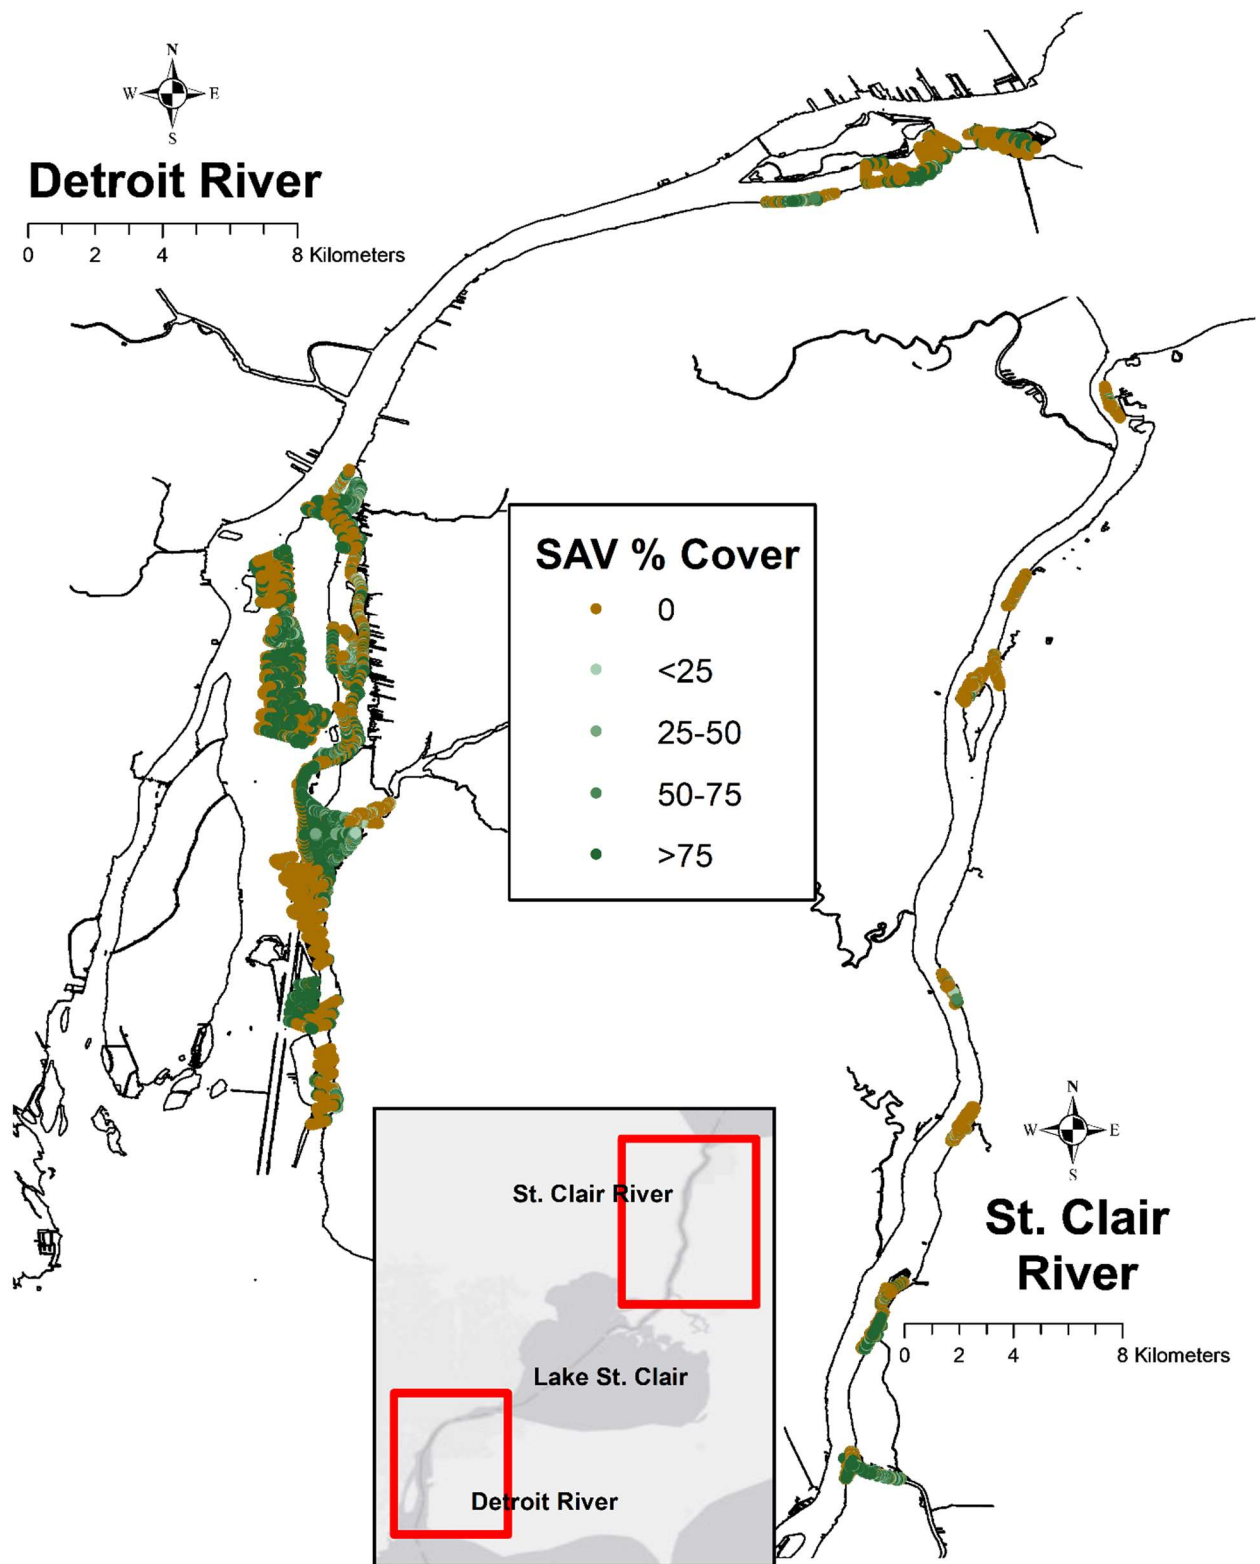 N
W E
S
Detroit River
0 2 4 8 Kilometers
SAV % Cover
0
<25
25-50
50-75
>75
N
W E
S
St. Clair
River
0 2 4 8 Kilometers
St. Clair River
Lake St. Clair
Detroit River